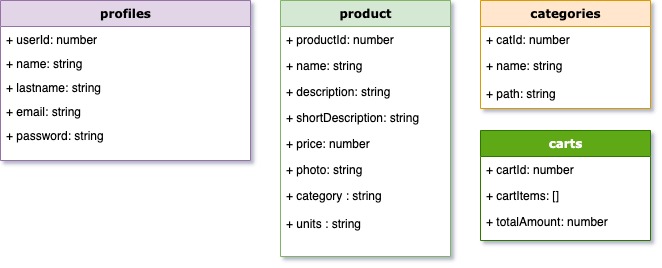 profiles
+ userId: number
+ name: string
+ lastname: string
+ email: string
+ password: string
product
+ productId: number
+ name: string
+ description: string
+ shortDescription: string
+ price: number
+ photo: string
+ category : string
+ units : string
categories
+ catId: number
+ name: string
+ path: string
carts
+ cartId: number
+ cartItems: []
+ totalAmount: number